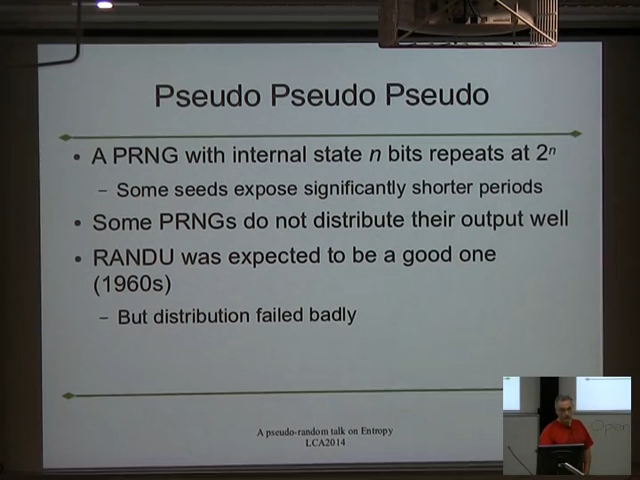 Pseudo Pseudo Pseudo
• A PRNG with internal state n bits repeats at 2ⁿ
– Some seeds expose significantly shorter periods
• Some PRNGs do not distribute their output well
• RANDU was expected to be a good one
(1960s)
– But distribution failed badly
A pseudo-random talk on Entropy
LCA2014
Open